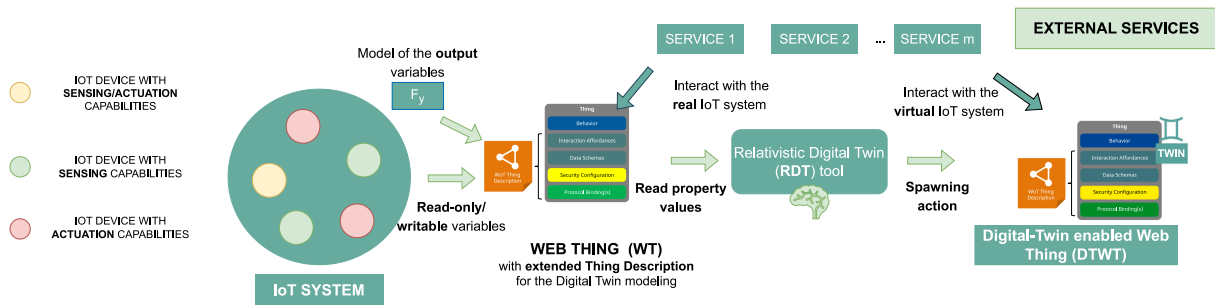 IOT DEVICE WITH
SENSING/ACTUATION
CAPABILITIES
IOT DEVICE WITH
SENSING CAPABILITIES
IOT DEVICE WITH
ACTUATION CAPABILITIES
IoT SYSTEM
Model of the output
variables
F_y
Read-only/
writable variables
WoT Thing
Description
Thing
Behavior
Interaction Affordances
Data Schemas
Security Configuration
Protocol Binding(s)
WEB THING (WT)
with extended Thing Description
for the Digital Twin modeling
SERVICE 1
SERVICE 2
...
SERVICE m
EXTERNAL SERVICES
Interact with the
real IoT system
Interact with the
virtual IoT system
Read property
values
Relativistic Digital Twin
(RDT) tool
Spawning
action
WoT Thing
Description
Thing
Behavior
Interaction Affordances
Data Schemas
Security Configuration
Protocol Binding(s)
TWIN
Digital-Twin enabled Web
Thing (DTWT)